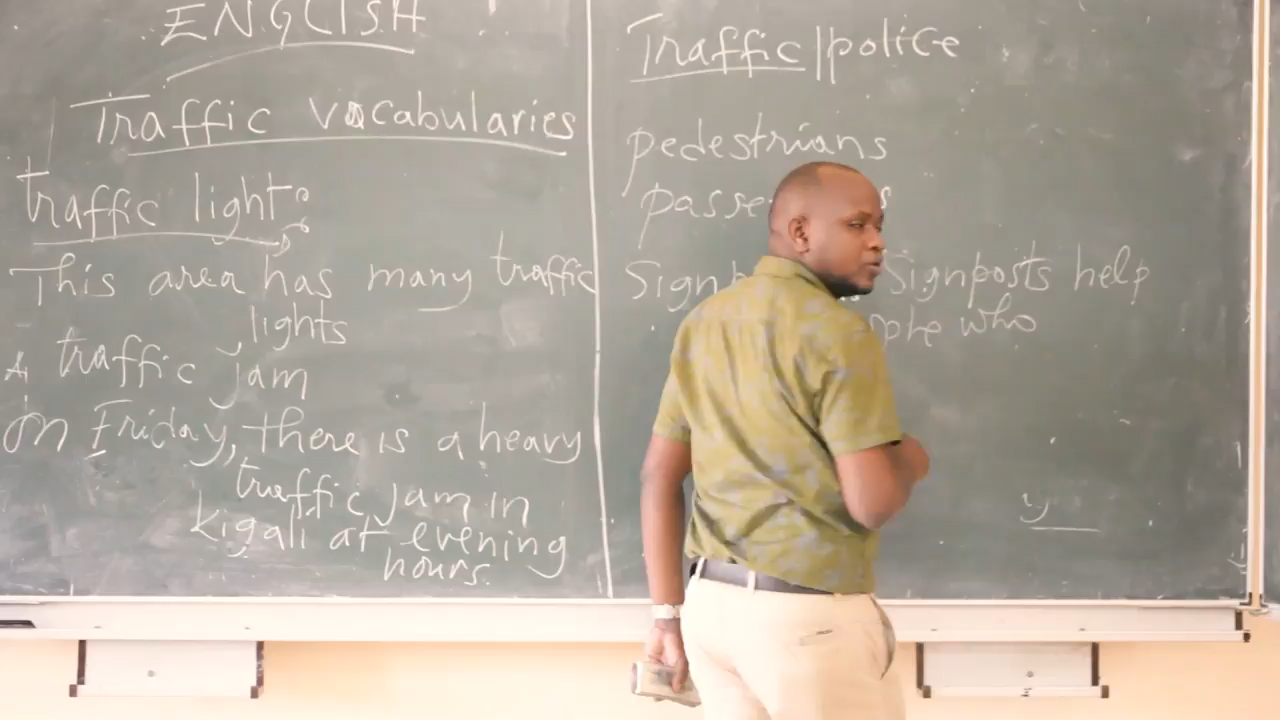 ENGLISH
Traffic vocabularies
traffic lights
This area has many traffic
lights
traffic jam
On Friday, there is a heavy
traffic jam in
kigali at evening
hours.
Traffic police
pedestrians
Signposts help
who